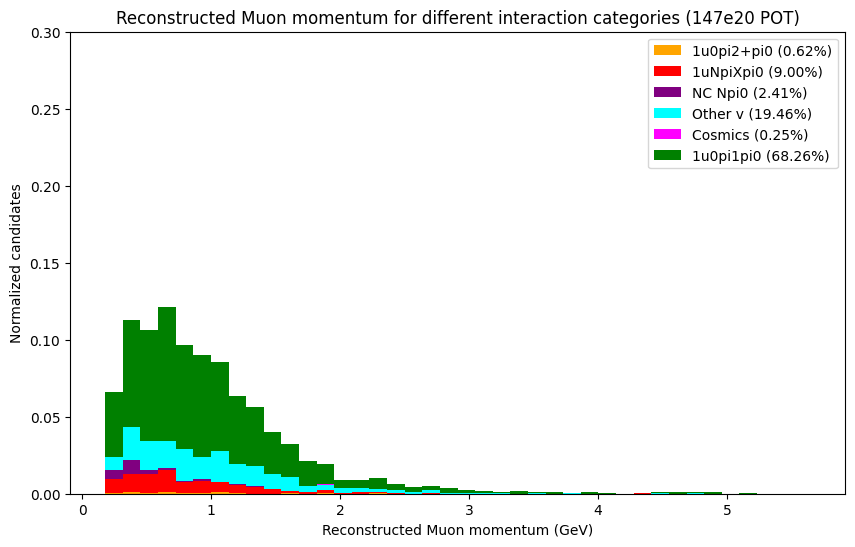 Reconstructed Muon momentum for different interaction categories (147e20 POT)
0.30
0.25
0.20
0.15
0.10
0.05
0.00
Normalized candidates
1u0pi2+pi0 (0.62%)
1uNpiXpi0 (9.00%)
NC Npi0 (2.41%)
Other v (19.46%)
Cosmics (0.25%)
1u0pi1pi0 (68.26%)
0 1 2 3 4 5
Reconstructed Muon momentum (GeV)